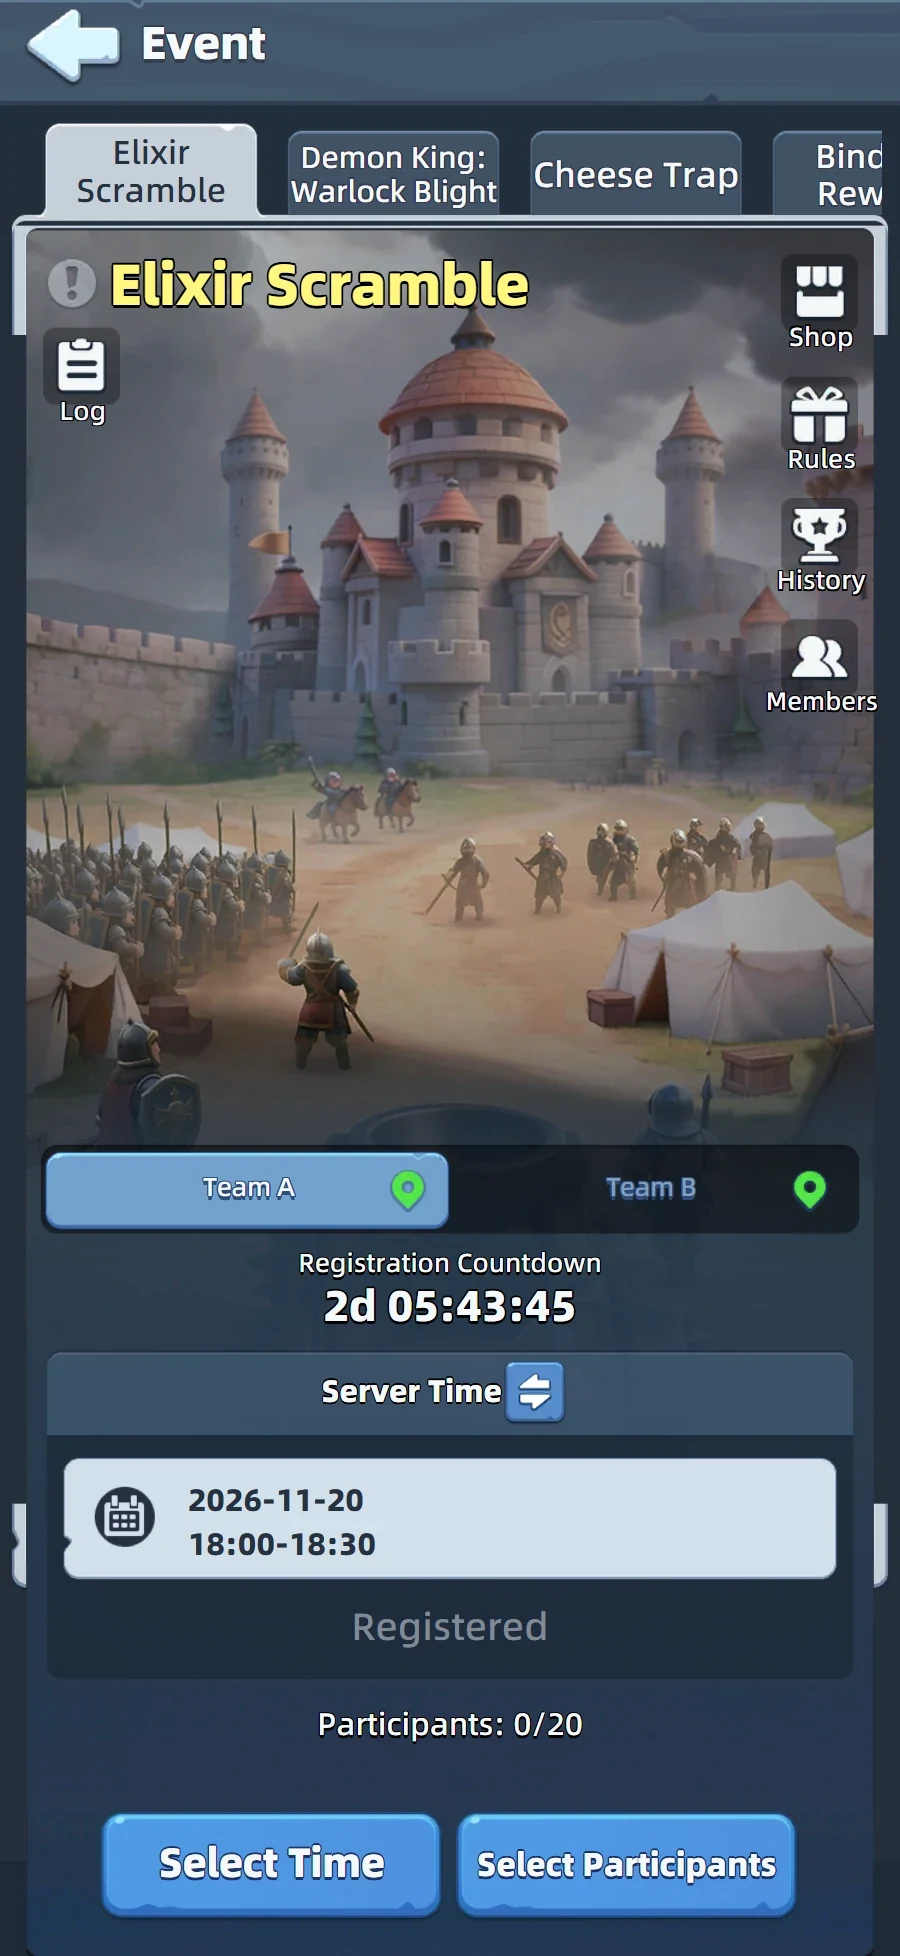 Event
Elixir
Scramble
Demon King:
Warlock Blight
Cheese Trap
Bind
Rew
Elixir Scramble
Log
Shop
Rules
History
Members
Team A
Team B
Registration Countdown
2d 05:43:45
Server Time
2026-11-20
18:00-18:30
Registered
Participants: 0/20
Select Time
Select Participants